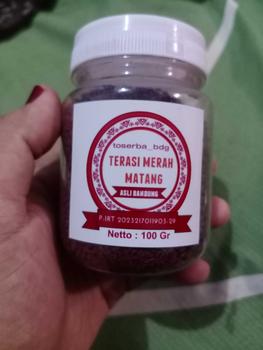 toserba_bdg
TERASI MERAH
MATANG
ASLI BANDUNG
P-IRT 2023217011903-29
Netto : 100 Gr